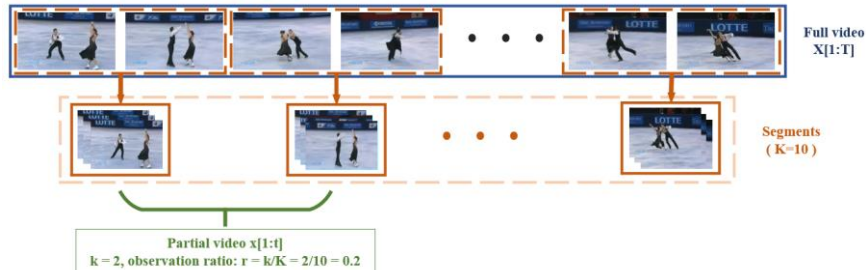 LOTTE
LOTTE
LOTTE
LOTTE
Full video
X[1:T]
LOTTE
Segments
( K=10 )
Partial video x[1:t]
k = 2, observation ratio: r = k/K = 2/10 = 0.2